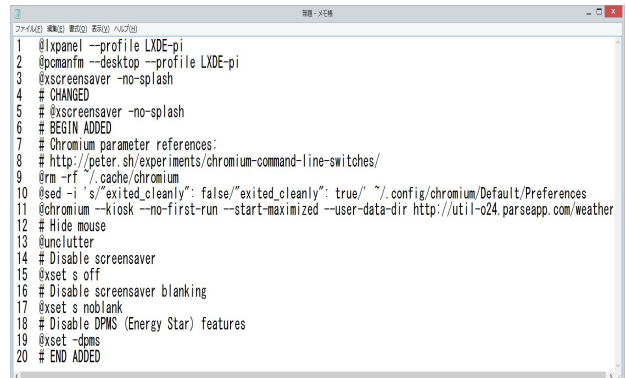 無題 - メモ帳
ファイル(F) 編集(E) 書式(O) 表示(V) ヘルプ(H)
1 @lxpanel --profile LXDE-pi
2 @pcmanfm --desktop --profile LXDE-pi
3 @xscreensaver -no-splash
4 # CHANGED
5 # @xscreensaver -no-splash
6 # BEGIN ADDED
7 # Chromium parameter references:
8 # http://peter.sh/experiments/chromium-command-line-switches/
9 @rm -rf ~/.cache/chromium
10 @sed -i 's/"exited_cleanly": false/"exited_cleanly": true/' ~/.config/chromium/Default/Preferences
11 @chromium --kiosk --no-first-run --start-maximized --user-data-dir http://util-o24.parseapp.com/weather
12 # Hide mouse
13 @unclutter
14 # Disable screensaver
15 @xset s off
16 # Disable screensaver blanking
17 @xset s noblank
18 # Disable DPMS (Energy Star) features
19 @xset -dpms
20 # END ADDED